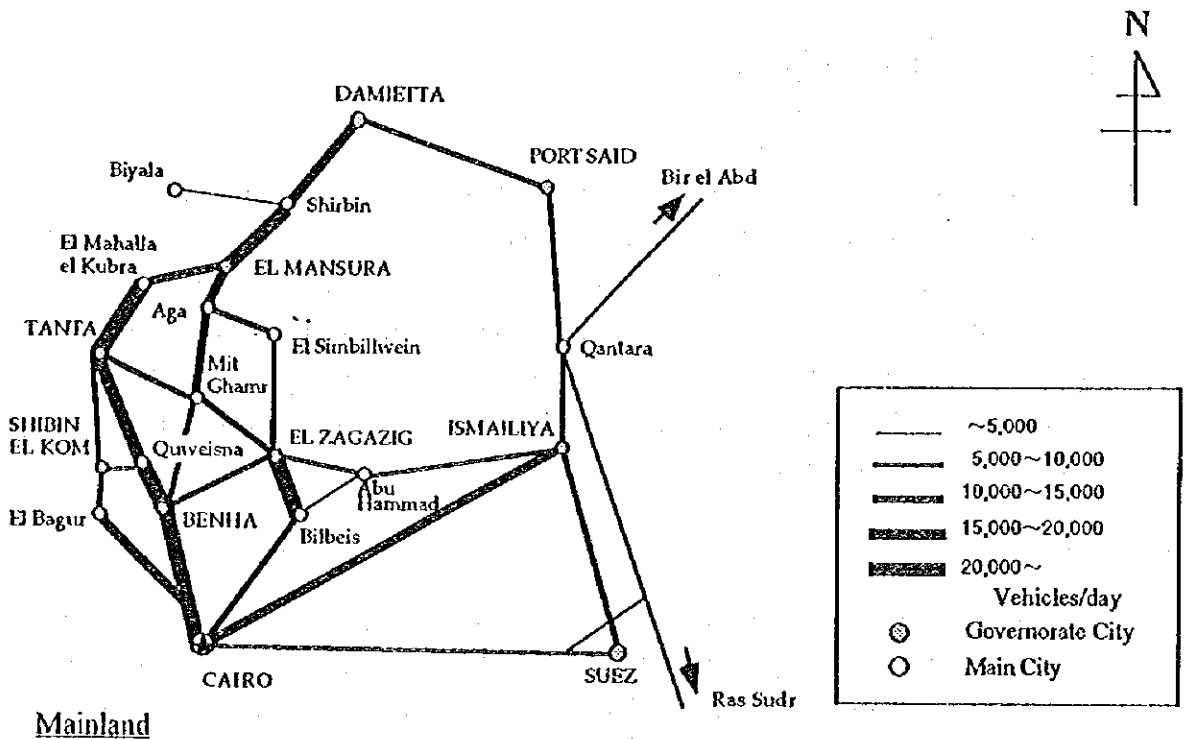 N
DAMIETTA
PORT SAID
Biyala
Bir el Abd
Shirbin
El Mahalla
el Kubra
EL MANSURA
Aga
TANTA
El Simbillwein
Qantara
Mit
Ghamr
SHIBIN
EL KOM
Quweisna
EL ZAGAZIG
ISMAILIYA
Abu
Hammad
El Bagur
BENHA
Bilbeis
CAIRO
SUEZ
Ras Sudr
Mainland
~5,000
5,000~10,000
10,000~15,000
15,000~20,000
20,000~
Vehicles/day
Governorate City
Main City